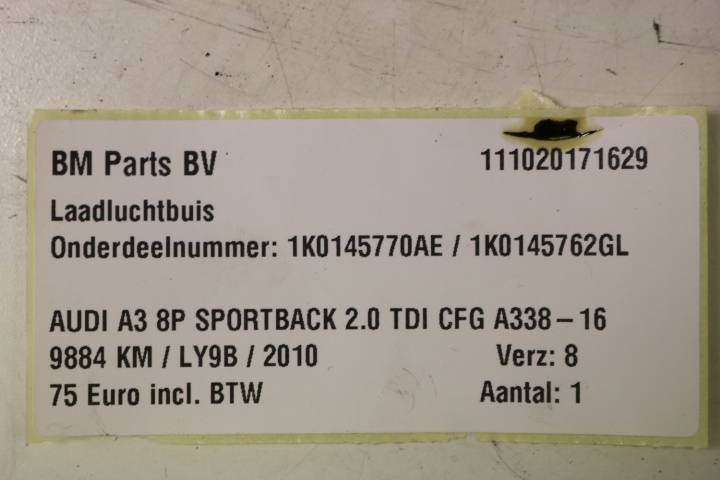 BM Parts BV 111020171629
Laadluchtbuis
Onderdeelnummer: 1K0145770AE / 1K0145762GL
AUDI A3 8P SPORTBACK 2.0 TDI CFG A338-16
9884 KM / LY9B / 2010 Verz: 8
75 Euro incl. BTW Aantal: 1